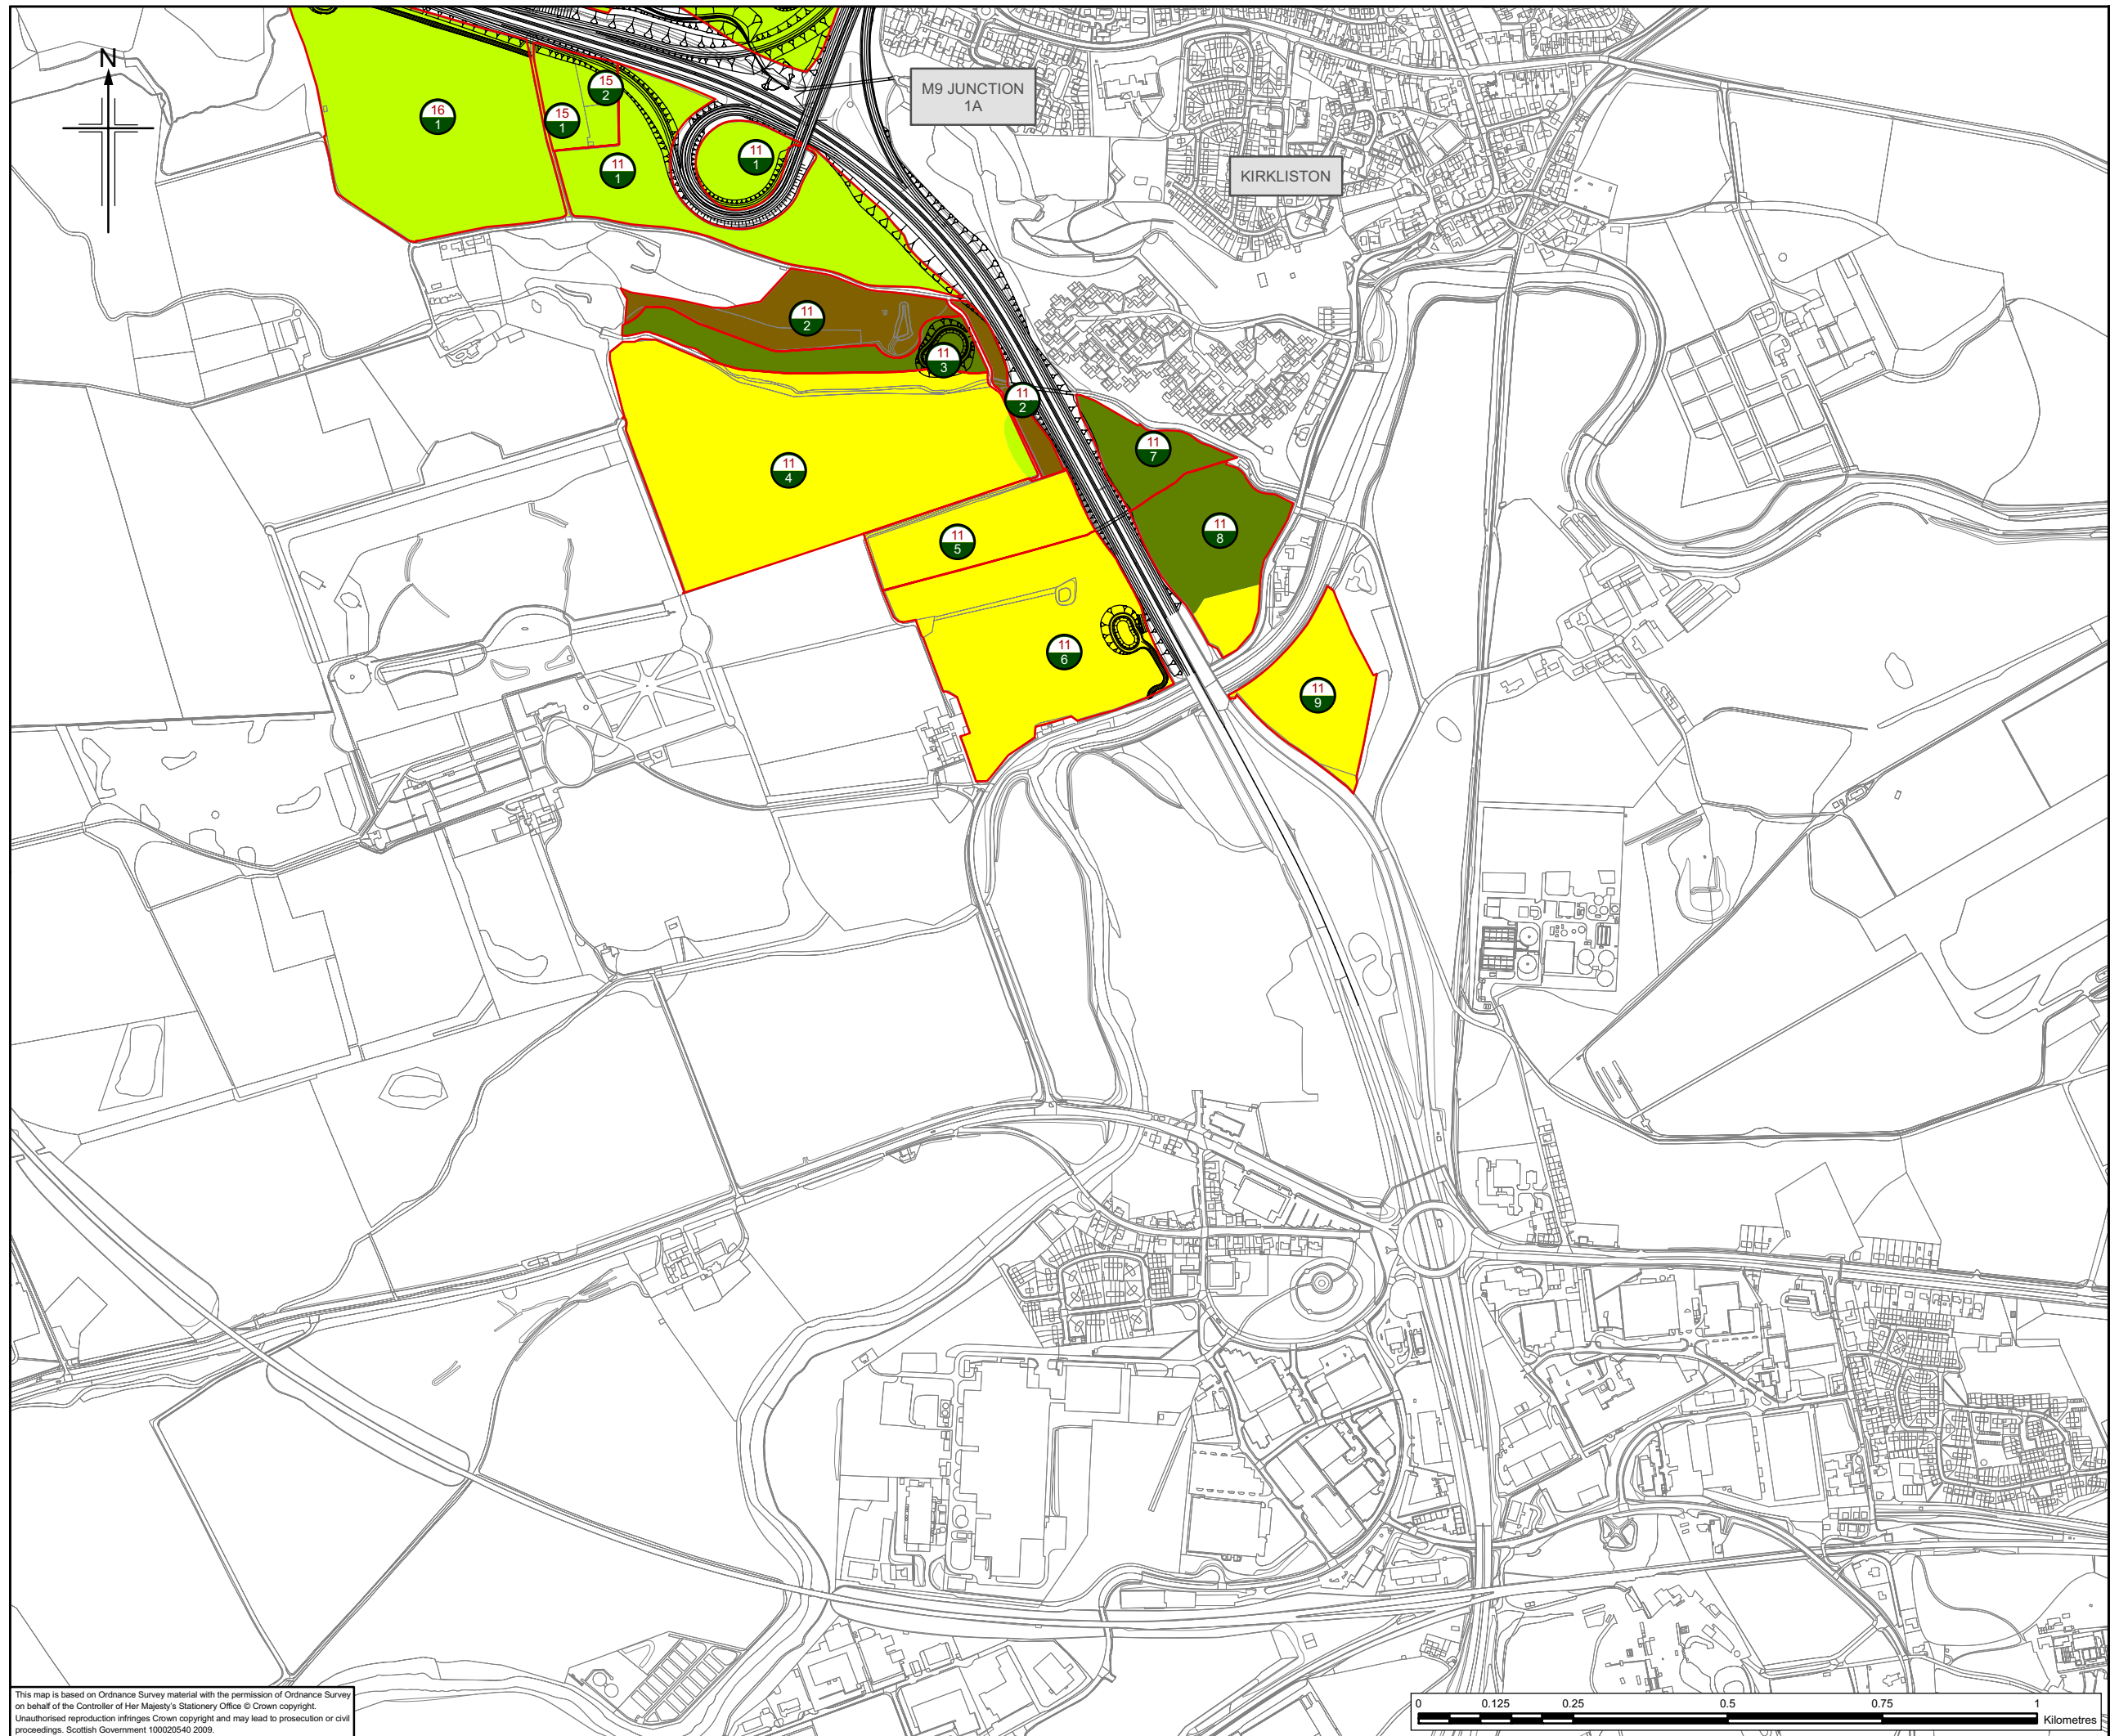 N
M9 JUNCTION
1A
KIRKLISTON
16
1
15
2
15
1
11
1
11
1
11
2
11
3
11
2
11
7
11
4
11
8
11
5
11
6
11
9
This map is based on Ordnance Survey material with the permission of Ordnance Survey
on behalf of the Controller of Her Majesty's Stationery Office © Crown copyright.
Unauthorised reproduction infringes Crown copyright and may lead to prosecution or civil
proceedings. Scottish Government 100020540 2009.
0 0.125 0.25 0.5 0.75 1
Kilometres